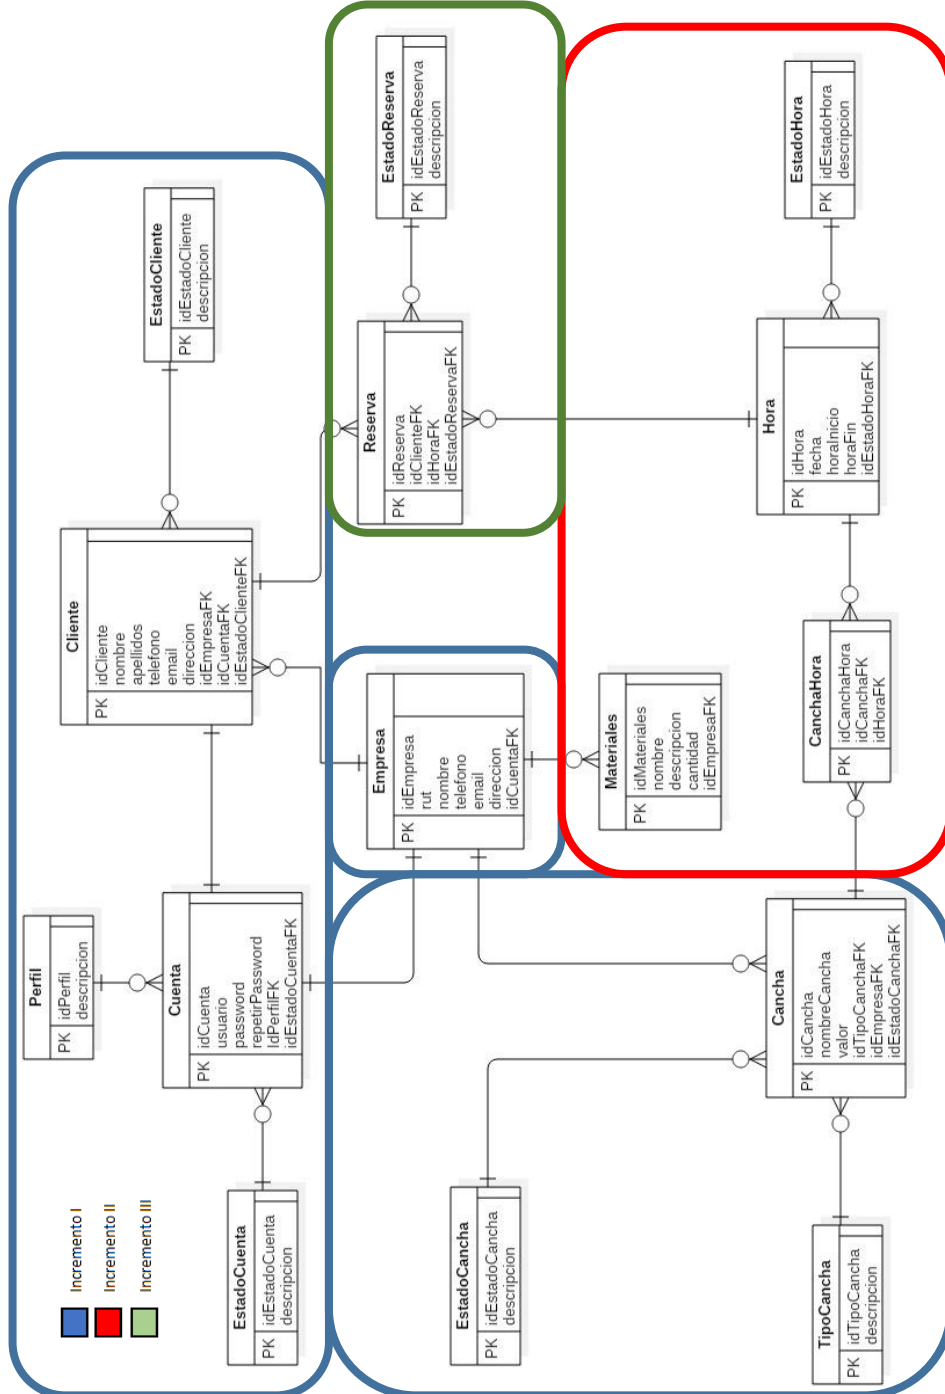 Incremento I
Incremento II
Incremento III
Perfil
PK
idPerfil
descripcion
EstadoCuenta
PK
idEstadoCuenta
descripcion
Cuenta
PK
idCuenta
usuario
password
repetirPassword
IdPerfilFK
idEstadoCuentaFK
Cliente
PK
idCliente
nombre
apellidos
telefono
email
direccion
idEmpresaFK
idCuentaFK
idEstadoClienteFK
EstadoCliente
PK
idEstadoCliente
descripcion
Empresa
PK
idEmpresa
rut
nombre
telefono
email
direccion
idCuentaFK
Reserva
PK
idReserva
idClienteFK
idHoraFK
idEstadoReservaFK
EstadoReserva
PK
idEstadoReserva
descripcion
EstadoCancha
PK
idEstadoCancha
descripcion
Materiales
PK
idMateriales
nombre
descripcion
cantidad
idEmpresaFK
TipoCancha
PK
idTipoCancha
descripcion
Cancha
PK
idCancha
nombreCancha
valor
idTipoCanchaFK
idEmpresaFK
idEstadoCanchaFK
CanchaHora
PK
idCanchaHora
idCanchaFK
idHoraFK
Hora
PK
idHora
fecha
horaInicio
horaFin
idEstadoHoraFK
EstadoHora
PK
idEstadoHora
descripcion